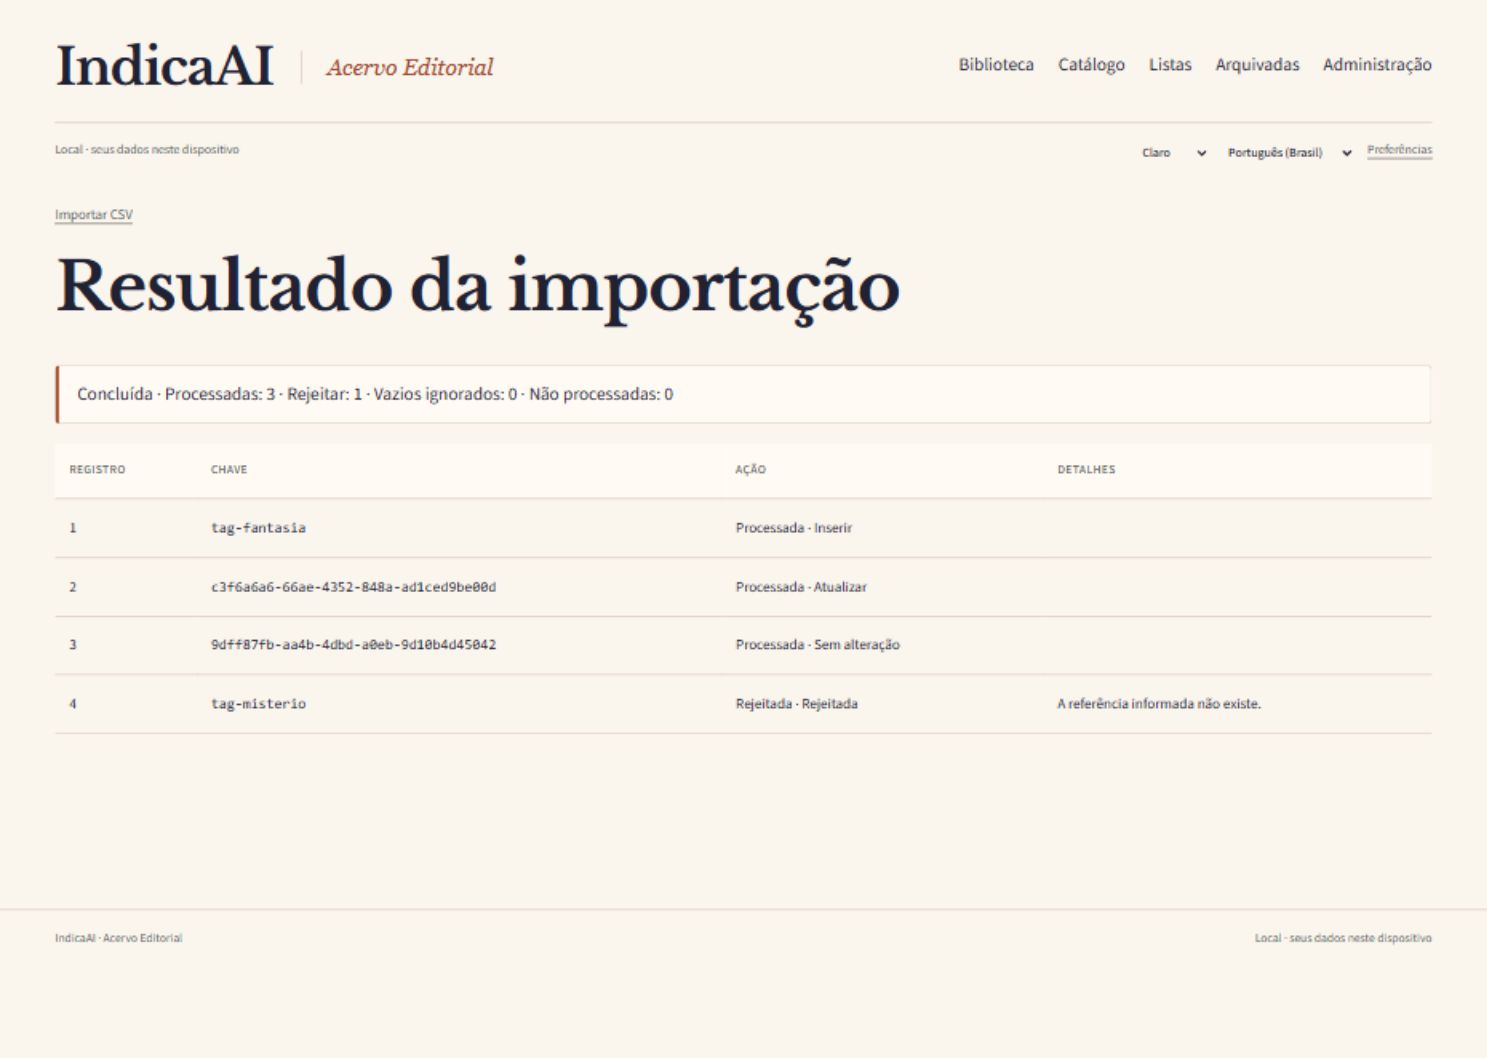 IndicaAI Acervo Editorial Biblioteca Catálogo Listas Arquivadas Administração
Local · seus dados neste dispositivo Claro Português (Brasil) Preferências
Importar CSV
Resultado da importação
Concluída · Processadas: 3 · Rejeitar: 1 · Vazios ignorados: 0 · Não processadas: 0
REGISTRO CHAVE AÇÃO DETALHES
1 tag-fantasia Processada · Inserir
2 c3f6a6a6-66ae-4352-848a-ad1ced9be00d Processada · Atualizar
3 9dff87fb-aa4b-4dbd-a0eb-9d10b4d45042 Processada · Sem alteração
4 tag-misterio Rejeitada · Rejeitada A referência informada não existe.
IndicaAI · Acervo Editorial Local · seus dados neste dispositivo